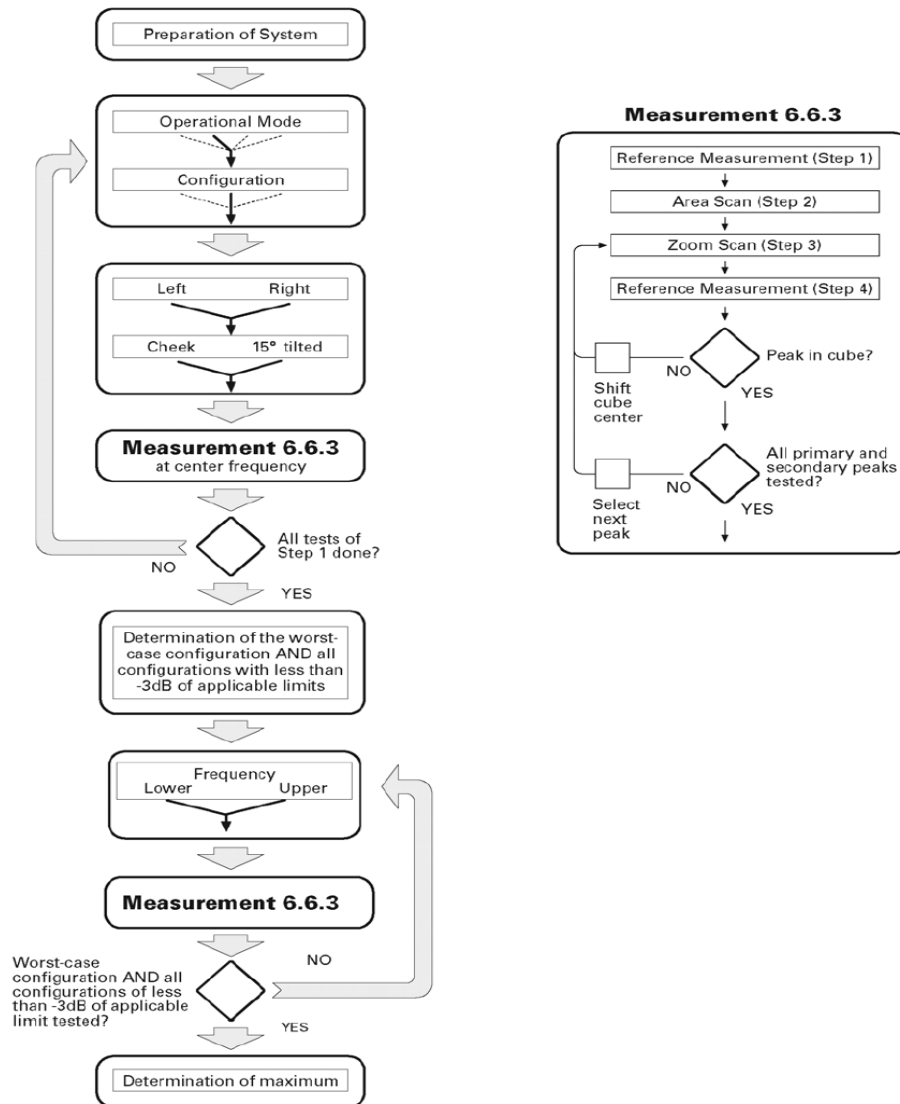 Preparation of System
Operational Mode
Configuration
Left Right
Cheek 15° tilted
Measurement 6.6.3
at center frequency
All tests of
Step 1 done?
NO
YES
Determination of the worst-
case configuration AND all
configurations with less than
-3dB of applicable limits
Frequency
Lower Upper
Measurement 6.6.3
Worst-case
configuration AND all
configurations of less
than -3dB of applicable
limit tested?
NO
YES
Determination of maximum
Measurement 6.6.3
Reference Measurement (Step 1)
Area Scan (Step 2)
Zoom Scan (Step 3)
Reference Measurement (Step 4)
Peak in cube?
NO
YES
Shift
cube
center
All primary and
secondary peaks
tested?
NO
YES
Select
next
peak